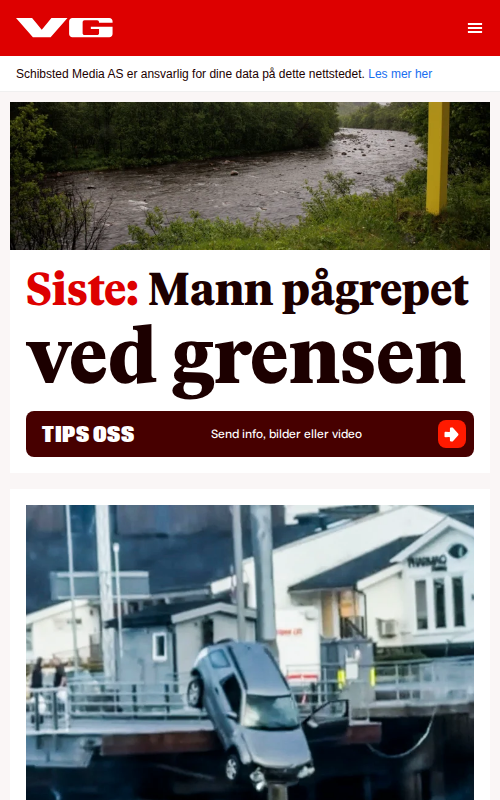 VG
Schibsted Media AS er ansvarlig for dine data på dette nettstedet. Les mer her
Siste: Mann pågrepet
ved grensen
TIPS OSS
Send info, bilder eller video
PHARMAQ